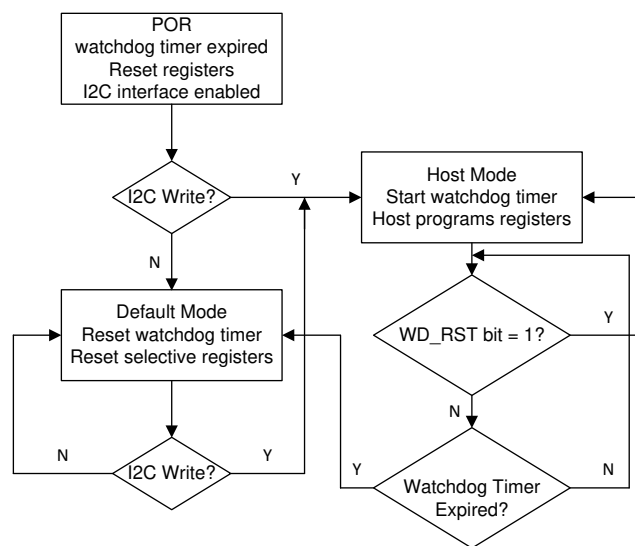 POR
watchdog timer expired
Reset registers
I2C interface enabled
I2C Write?
Y
N
Host Mode
Start watchdog timer
Host programs registers
Default Mode
Reset watchdog timer
Reset selective registers
WD_RST bit = 1?
Y
N
I2C Write?
N
Y
Watchdog Timer
Expired?
Y
N